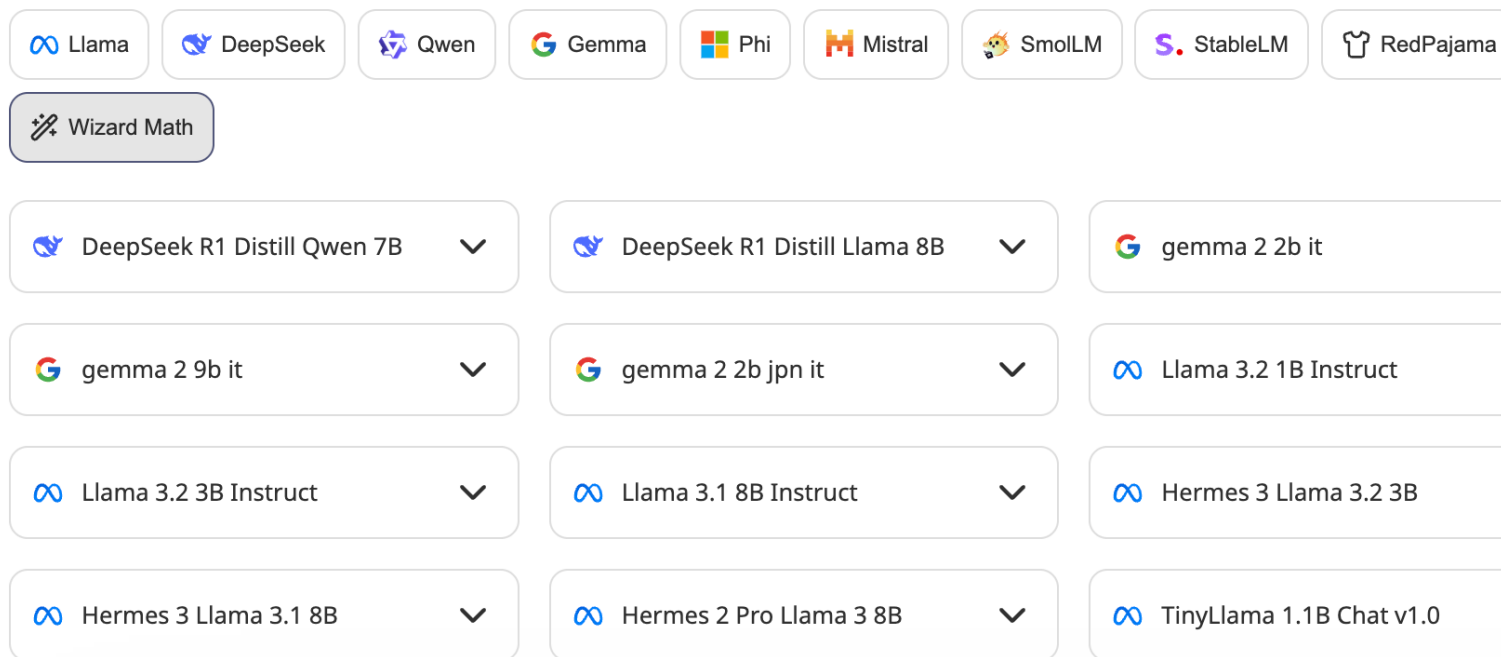 Llama DeepSeek Qwen Gemma Phi Mistral SmolLM StableLM RedPajama
Wizard Math
DeepSeek R1 Distill Qwen 7B DeepSeek R1 Distill Llama 8B gemma 2 2b it
gemma 2 9b it gemma 2 2b jpn it Llama 3.2 1B Instruct
Llama 3.2 3B Instruct Llama 3.1 8B Instruct Hermes 3 Llama 3.2 3B
Hermes 3 Llama 3.1 8B Hermes 2 Pro Llama 3 8B TinyLlama 1.1B Chat v1.0